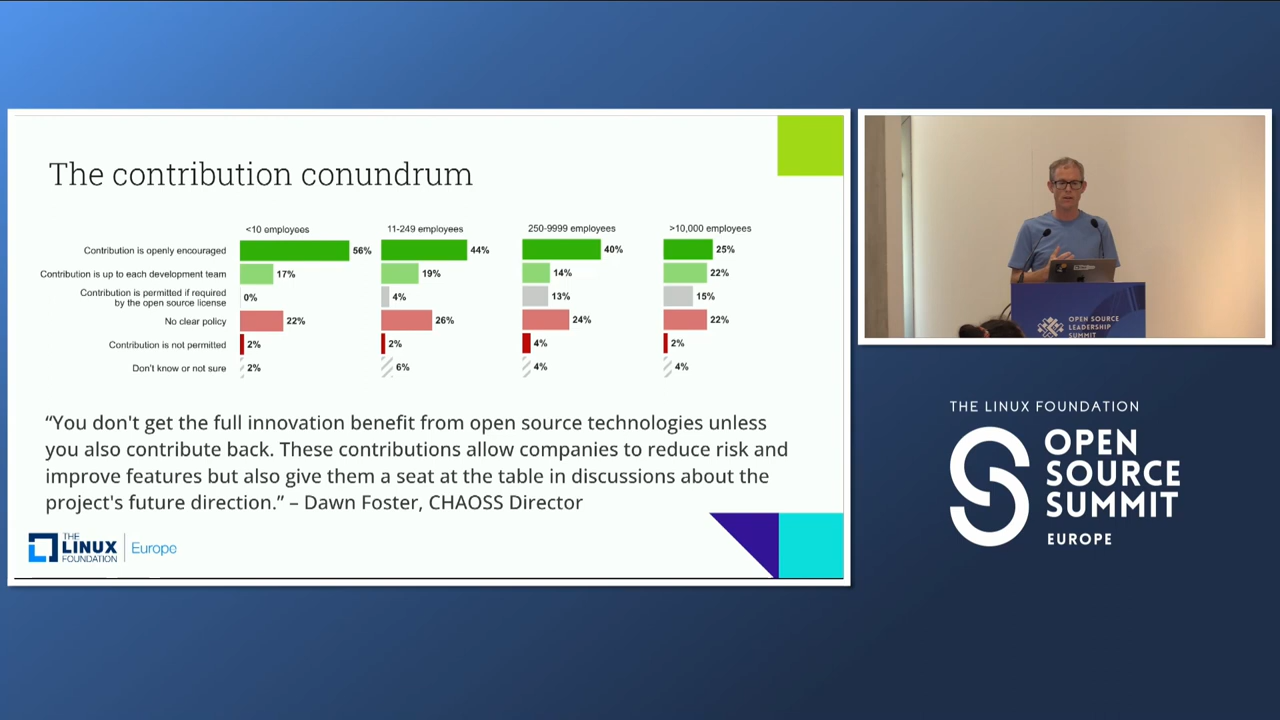 The contribution conundrum
<10 employees
11-249 employees
250-9999 employees
>10,000 employees
Contribution is openly encouraged
56%
44%
40%
25%
Contribution is up to each development team
17%
19%
14%
22%
Contribution is permitted if required
by the open source license
0%
4%
13%
15%
No clear policy
22%
26%
24%
22%
Contribution is not permitted
2%
2%
4%
2%
Don't know or not sure
2%
6%
4%
4%
“You don't get the full innovation benefit from open source technologies unless
you also contribute back. These contributions allow companies to reduce risk and
improve features but also give them a seat at the table in discussions about the
project's future direction.” – Dawn Foster, CHAOSS Director
THE
LINUX
FOUNDATION
Europe
OPEN SOURCE
LEADERSHIP
SUMMIT
THE LINUX FOUNDATION
OPEN
SOURCE
SUMMIT
EUROPE